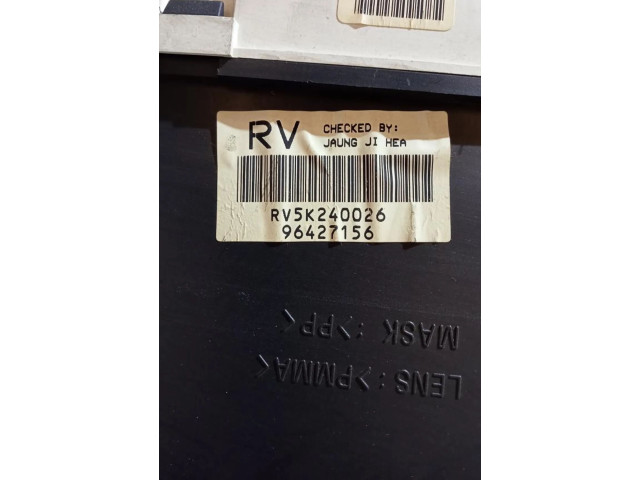 RV
CHECKED BY:
JAUNG JI HEA
RV5K240026
96427156
MASK :>PP<
LENS:>PMMA<